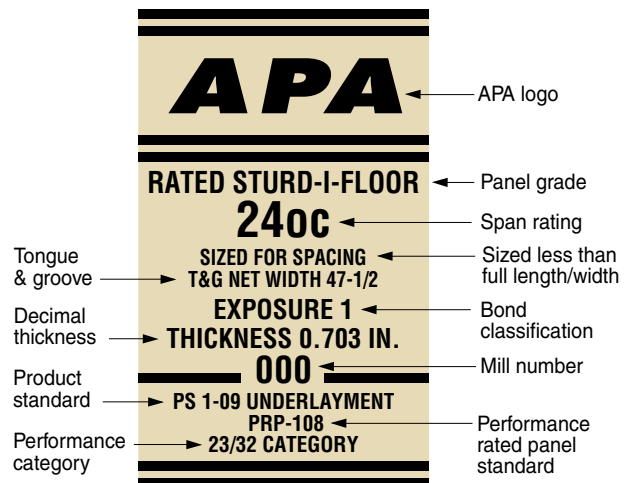 APA
APA logo
RATED STURD-I-FLOOR
Panel grade
24oc
Span rating
SIZED FOR SPACING
Sized less than
full length/width
Tongue
& groove
T&G NET WIDTH 47-1/2
EXPOSURE 1
Bond
classification
Decimal
thickness
THICKNESS 0.703 IN.
000
Mill number
Product
standard
PS 1-09 UNDERLAYMENT
PRP-108
Performance
rated panel
standard
Performance
category
23/32 CATEGORY